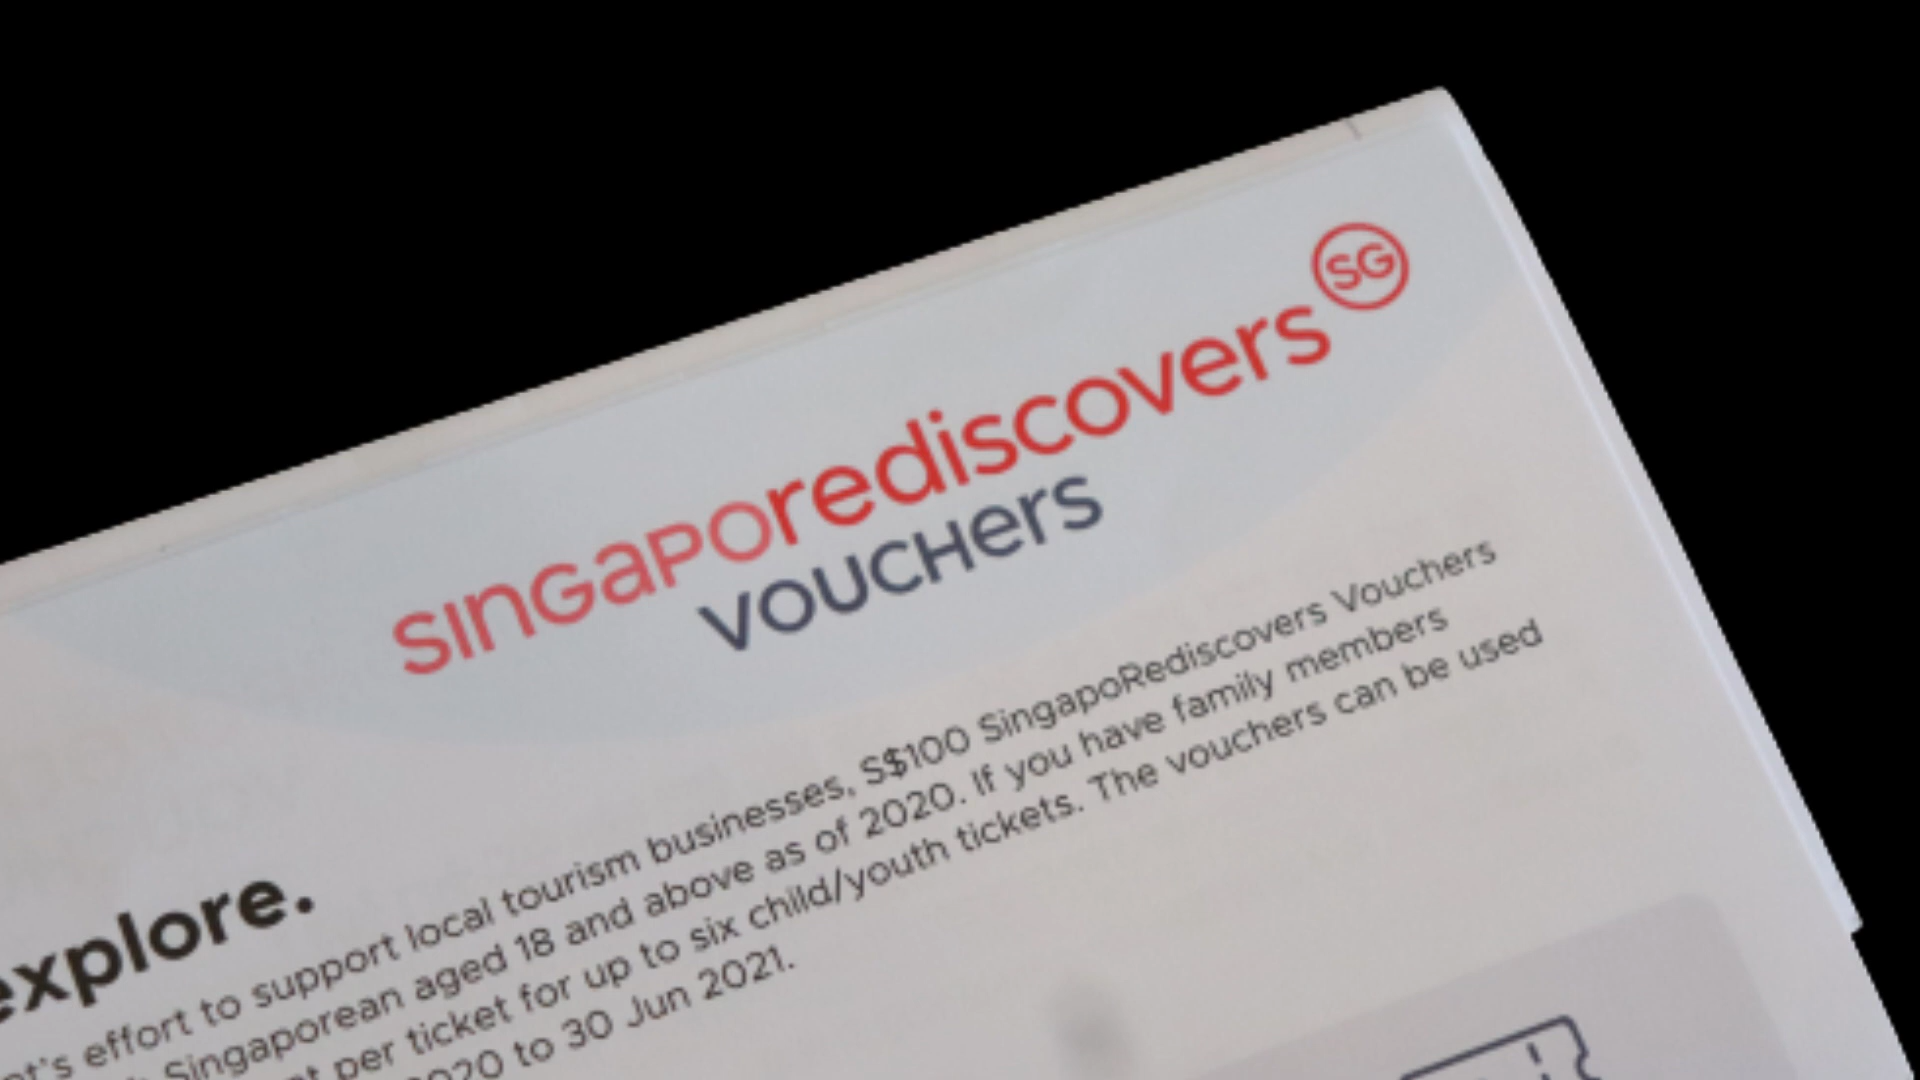 SINGAPOrediscovers SG
VOUCHERS
explore.
effort to support local tourism businesses, S$100 SingapoRediscovers Vouchers
Singaporean aged 18 and above as of 2020. If you have family members
per ticket for up to six child/youth tickets. The vouchers can be used
2020 to 30 Jun 2021.